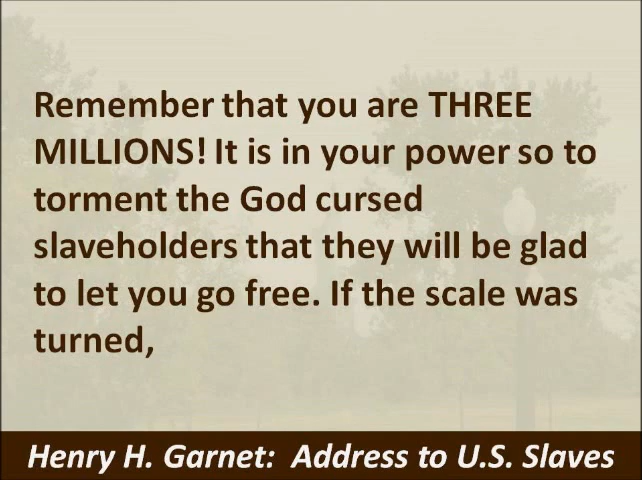 Remember that you are THREE
MILLIONS! It is in your power so to
torment the God cursed
slaveholders that they will be glad
to let you go free. If the scale was
turned,
Henry H. Garnet: Address to U.S. Slaves